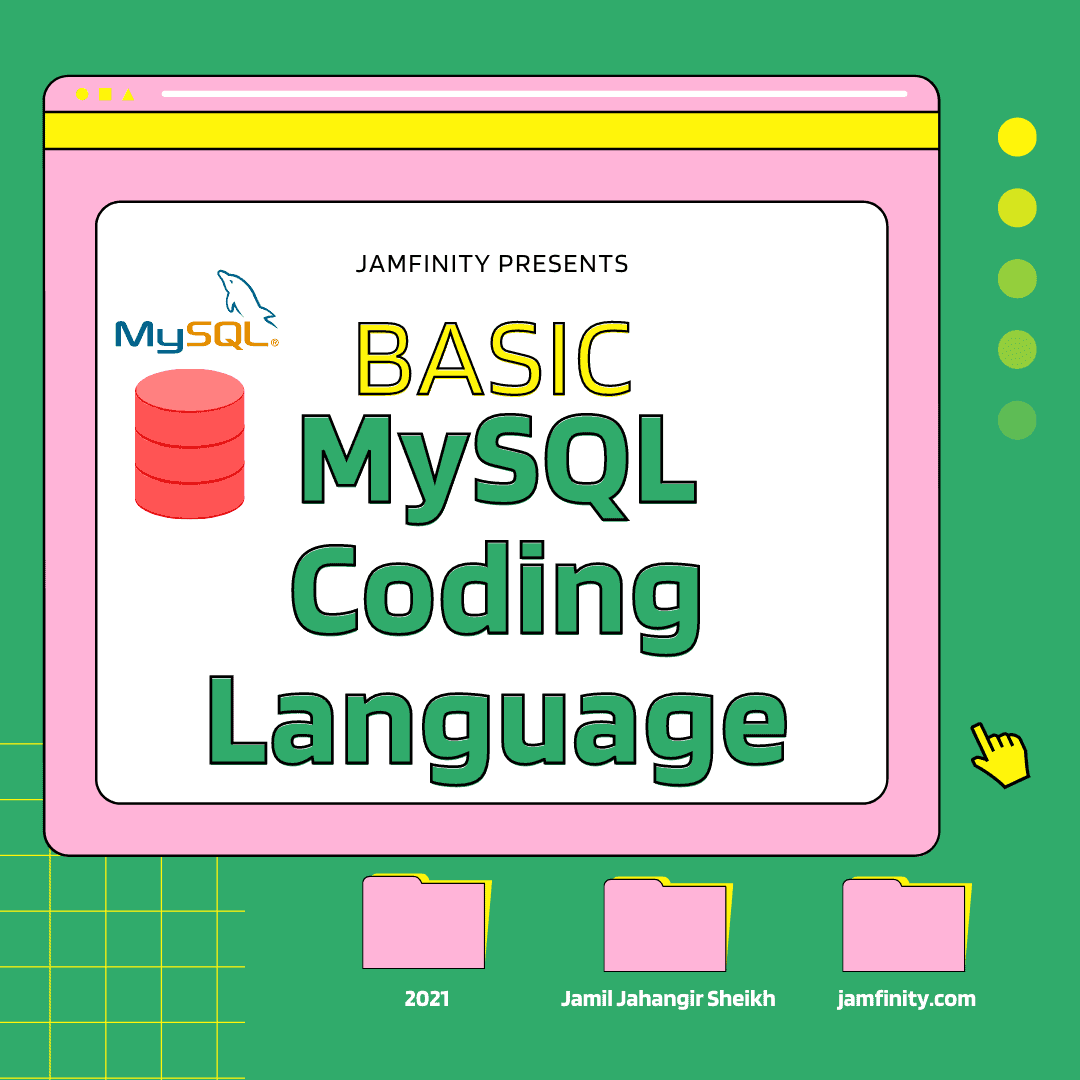 JAMFINITY PRESENTS
MySQL®
BASIC
MySQL
Coding
Language
2021
Jamil Jahangir Sheikh
jamfinity.com